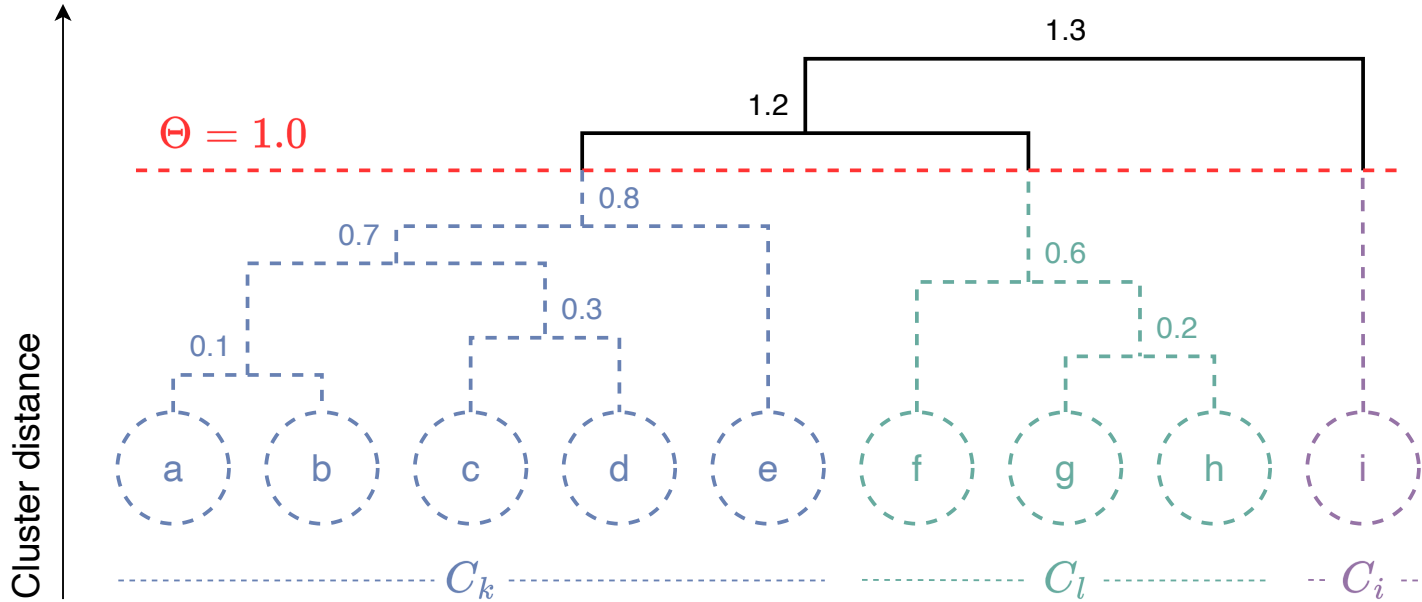 1.3
1.2
Θ = 1.0
0.8
0.7
0.6
0.3
0.2
0.1
Cluster distance
a b c d e f g h i
C_k C_l C_i